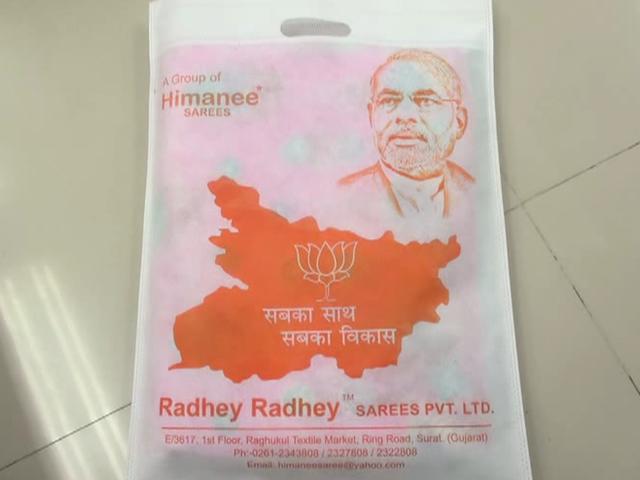 A Group of
Himanee*
SAREES
सबका साथ
सबका विकास
Radhey Radhey™ SAREES PVT. LTD.
E/3617, 1st Floor, Raghukul Textile Market, Ring Road, Surat. (Gujarat)
Ph:-0261-2343808 / 2327808 / 2322808
Email: himaneesaree@yahoo.com